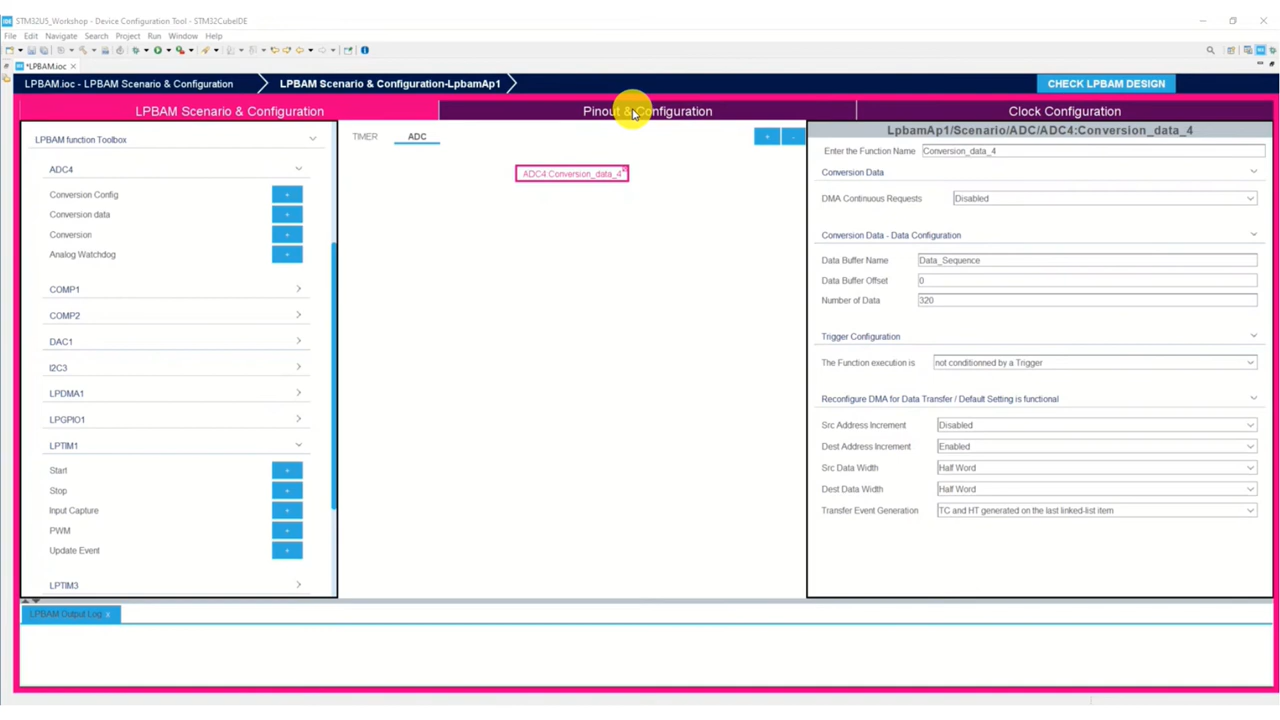 STM32U5_Workshop - Device Configuration Tool - STM32CubeIDE
File Edit Navigate Search Project Run Window Help
*LPBAM.ioc
LPBAM.ioc - LPBAM Scenario & Configuration
LPBAM Scenario & Configuration-LpbamAp1
CHECK LPBAM DESIGN
LPBAM Scenario & Configuration
Pinout & Configuration
Clock Configuration
LPBAM function Toolbox
ADC4
Conversion Config +
Conversion data +
Conversion +
Analog Watchdog +
COMP1
COMP2
DAC1
I2C3
LPDMA1
LPGPIO1
LPTIM1
Start +
Stop +
Input Capture +
PWM +
Update Event +
LPTIM3
TIMER ADC + -
ADC4:Conversion_data_4
LpbamAp1/Scenario/ADC/ADC4:Conversion_data_4
Enter the Function Name Conversion_data_4
Conversion Data
DMA Continuous Requests Disabled
Conversion Data - Data Configuration
Data Buffer Name Data_Sequence
Data Buffer Offset 0
Number of Data 320
Trigger Configuration
The Function execution is not conditionned by a Trigger
Reconfigure DMA for Data Transfer / Default Setting is functional
Src Address Increment Disabled
Dest Address Increment Enabled
Src Data Width Half Word
Dest Data Width Half Word
Transfer Event Generation TC and HT generated on the last linked-list item
LPBAM Output Log